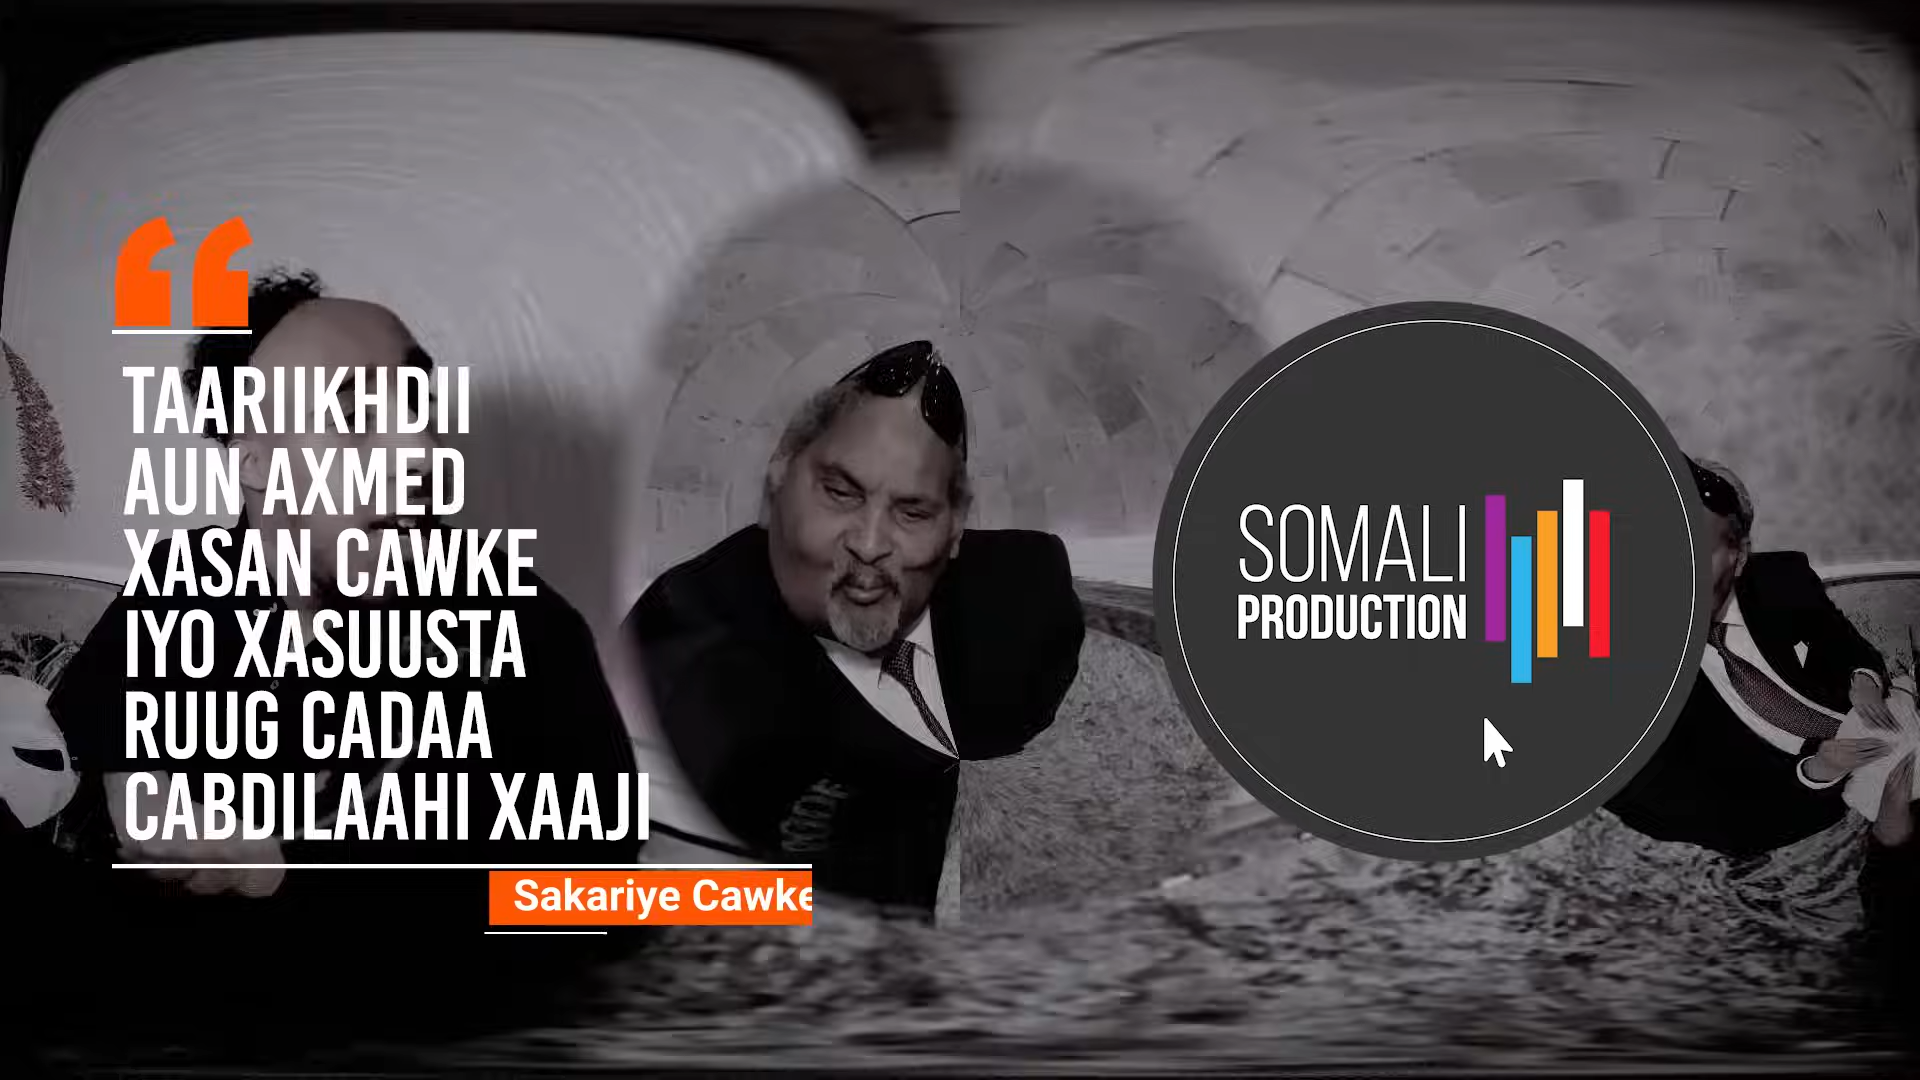 TAARIIKHDII
AUN AXMED
XASAN CAWKE
IYO XASUUSTA
RUUG CADAA
CABDILAAHI XAAJI
Sakariye Cawke
SOMALI
PRODUCTION